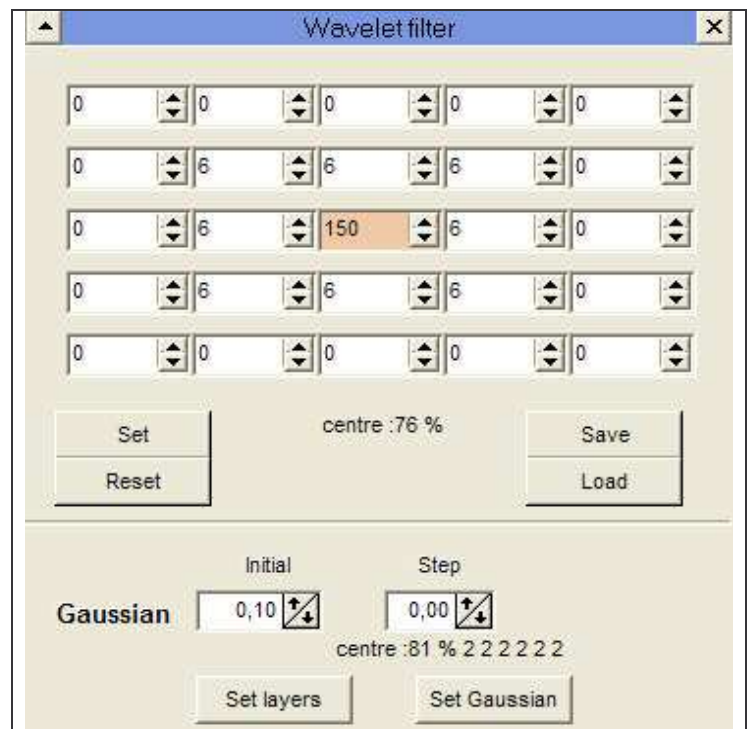 Wavelet filter
0 0 0 0 0
0 6 6 6 0
0 6 150 6 0
0 6 6 6 0
0 0 0 0 0
Set centre :76 % Save
Reset Load
Initial Step
Gaussian 0,10 0,00
centre :81 % 2 2 2 2 2 2
Set layers Set Gaussian